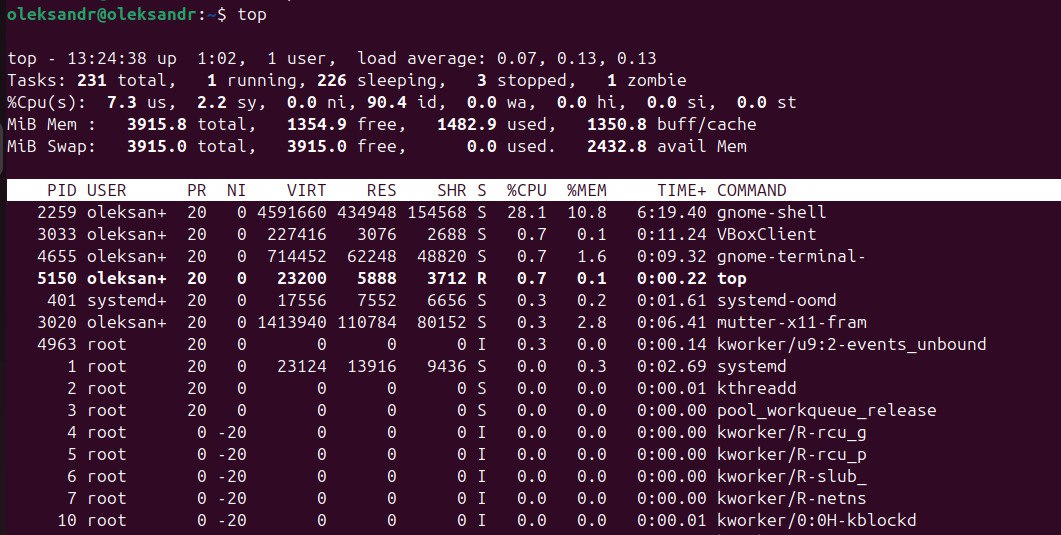 oleksandr@oleksandr:~$ top
top - 13:24:38 up  1:02,  1 user,  load average: 0.07, 0.13, 0.13
Tasks: 231 total,   1 running, 226 sleeping,   3 stopped,   1 zombie
%Cpu(s):  7.3 us,  2.2 sy,  0.0 ni, 90.4 id,  0.0 wa,  0.0 hi,  0.0 si,  0.0 st
MiB Mem :   3915.8 total,   1354.9 free,   1482.9 used,   1350.8 buff/cache
MiB Swap:   3915.0 total,   3915.0 free,      0.0 used.   2432.8 avail Mem
PID USER      PR  NI    VIRT    RES    SHR S  %CPU  %MEM     TIME+ COMMAND
2259 oleksan+  20   0 4591660 434948 154568 S  28.1  10.8   6:19.40 gnome-shell
3033 oleksan+  20   0  227416   3076   2688 S   0.7   0.1   0:11.24 VBoxClient
4655 oleksan+  20   0  714452  62248  48820 S   0.7   1.6   0:09.32 gnome-terminal-
5150 oleksan+  20   0   23200   5888   3712 R   0.7   0.1   0:00.22 top
401 systemd+  20   0   17556   7552   6656 S   0.3   0.2   0:01.61 systemd-oomd
3020 oleksan+  20   0 1413940 110784  80152 S   0.3   2.8   0:06.41 mutter-x11-fram
4963 root      20   0       0      0      0 I   0.3   0.0   0:00.14 kworker/u9:2-events_unbound
1 root      20   0   23124  13916   9436 S   0.0   0.3   0:02.69 systemd
2 root      20   0       0      0      0 S   0.0   0.0   0:00.01 kthreadd
3 root      20   0       0      0      0 S   0.0   0.0   0:00.00 pool_workqueue_release
4 root       0 -20       0      0      0 I   0.0   0.0   0:00.00 kworker/R-rcu_g
5 root       0 -20       0      0      0 I   0.0   0.0   0:00.00 kworker/R-rcu_p
6 root       0 -20       0      0      0 I   0.0   0.0   0:00.00 kworker/R-slub_
7 root       0 -20       0      0      0 I   0.0   0.0   0:00.00 kworker/R-netns
10 root       0 -20       0      0      0 I   0.0   0.0   0:00.01 kworker/0:0H-kblockd